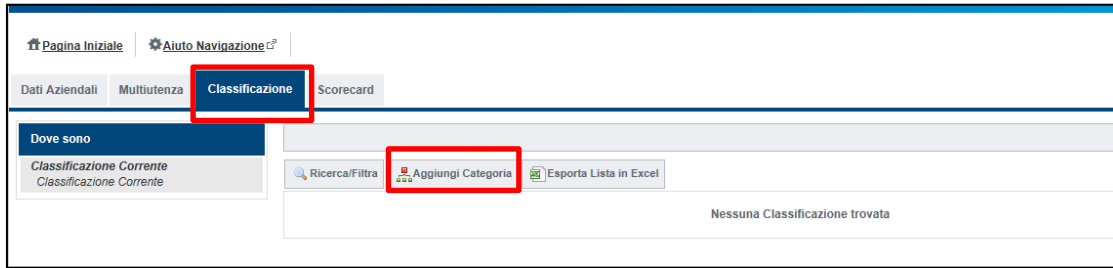 Pagina Iniziale Aiuto Navigazione
Dati Aziendali Multiutenza Classificazione Scorecard
Dove sono
Classificazione Corrente
Classificazione Corrente
Ricerca/Filtra Aggiungi Categoria Esporta Lista in Excel
Nessuna Classificazione trovata